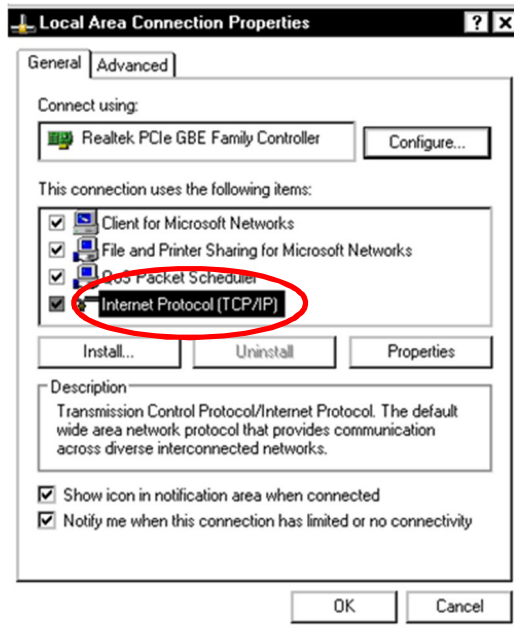 Local Area Connection Properties
General Advanced
Connect using:
Realtek PCIe GBE Family Controller Configure...
This connection uses the following items:
Client for Microsoft Networks
File and Printer Sharing for Microsoft Networks
QoS Packet Scheduler
Internet Protocol (TCP/IP)
Install... Uninstall Properties
Description
Transmission Control Protocol/Internet Protocol. The default
wide area network protocol that provides communication
across diverse interconnected networks.
Show icon in notification area when connected
Notify me when this connection has limited or no connectivity
OK Cancel